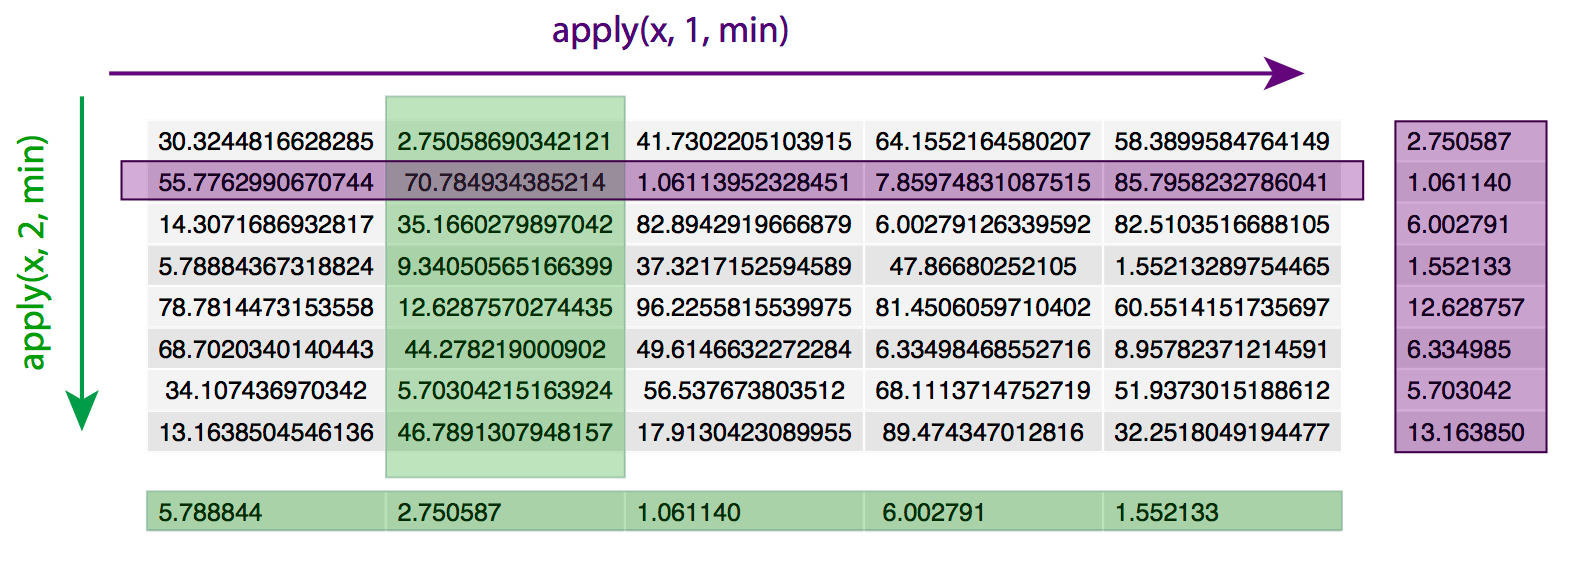 apply(x, 1, min)
apply(x, 2, min)
30.3244816628285 2.75058690342121 41.7302205103915 64.1552164580207 58.3899584764149 2.750587
55.7762990670744 70.784934385214 1.06113952328451 7.85974831087515 85.7958232786041 1.061140
14.3071686932817 35.1660279897042 82.8942919666879 6.00279126339592 82.5103516688105 6.002791
5.78884367318824 9.34050565166399 37.3217152594589 47.86680252105 1.55213289754465 1.552133
78.7814473153558 12.6287570274435 96.2255815539975 81.4506059710402 60.5514151735697 12.628757
68.7020340140443 44.278219000902 49.6146632272284 6.33498468552716 8.95782371214591 6.334985
34.107436970342 5.70304215163924 56.537673803512 68.1113714752719 51.9373015188612 5.703042
13.1638504546136 46.7891307948157 17.9130423089955 89.474347012816 32.2518049194477 13.163850
5.788844 2.750587 1.061140 6.002791 1.552133